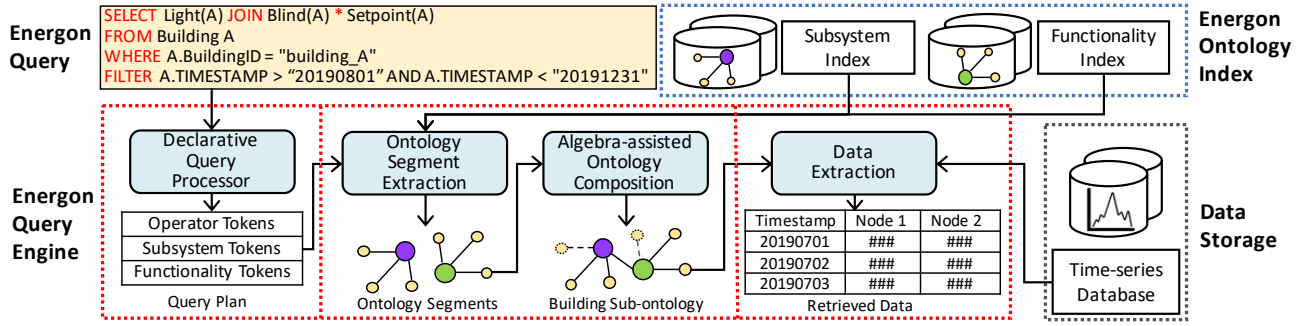 Energon
Query
SELECT Light(A) JOIN Blind(A) * Setpoint(A)
FROM Building A
WHERE A.BuildingID = "building_A"
FILTER A.TIMESTAMP > “20190801” AND A.TIMESTAMP < "20191231"
Subsystem
Index
Functionality
Index
Energon
Ontology
Index
Energon
Query
Engine
Declarative
Query
Processor
Operator Tokens
Subsystem Tokens
Functionality Tokens
Query Plan
Ontology
Segment
Extraction
Ontology Segments
Algebra-assisted
Ontology
Composition
Building Sub-ontology
Data
Extraction
Timestamp Node 1 Node 2
20190701 ### ###
20190702 ### ###
20190703 ### ###
Retrieved Data
Time-series
Database
Data
Storage